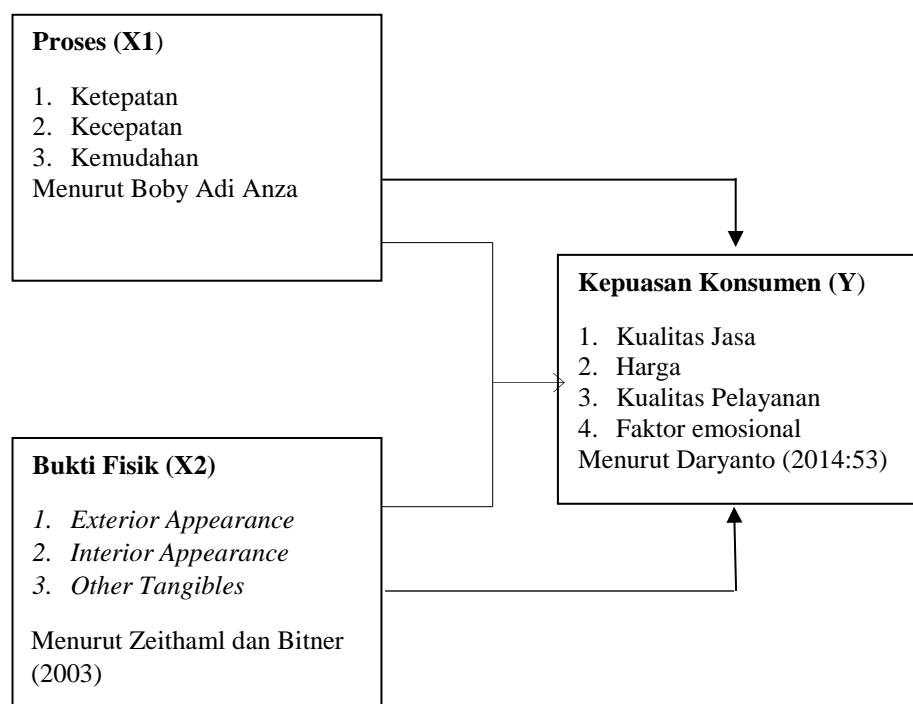 Proses (X1)
1. Ketepatan
2. Kecepatan
3. Kemudahan
Menurut Boby Adi Anza
Kepuasan Konsumen (Y)
1. Kualitas Jasa
2. Harga
3. Kualitas Pelayanan
4. Faktor emosional
Menurut Daryanto (2014:53)
Bukti Fisik (X2)
1. Exterior Appearance
2. Interior Appearance
3. Other Tangibles
Menurut Zeithaml dan Bitner
(2003)